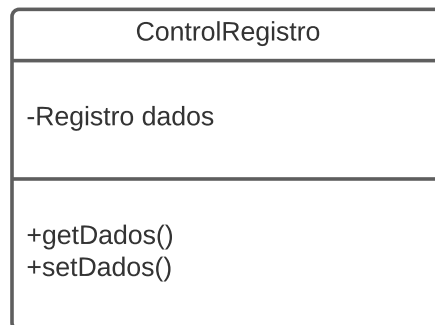 ControlRegistro
-Registro dados
+getDados()
+setDados()